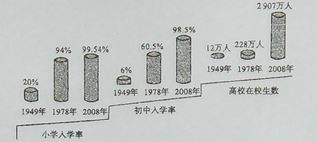 20%
94%
99.54%
1949年
1978年
2008年
小学入学率
6%
60.5%
98.5%
1949年
1978年
2008年
初中入学率
12万人
228万人
2907万人
1949年
1978年
2008年
高校在校生数